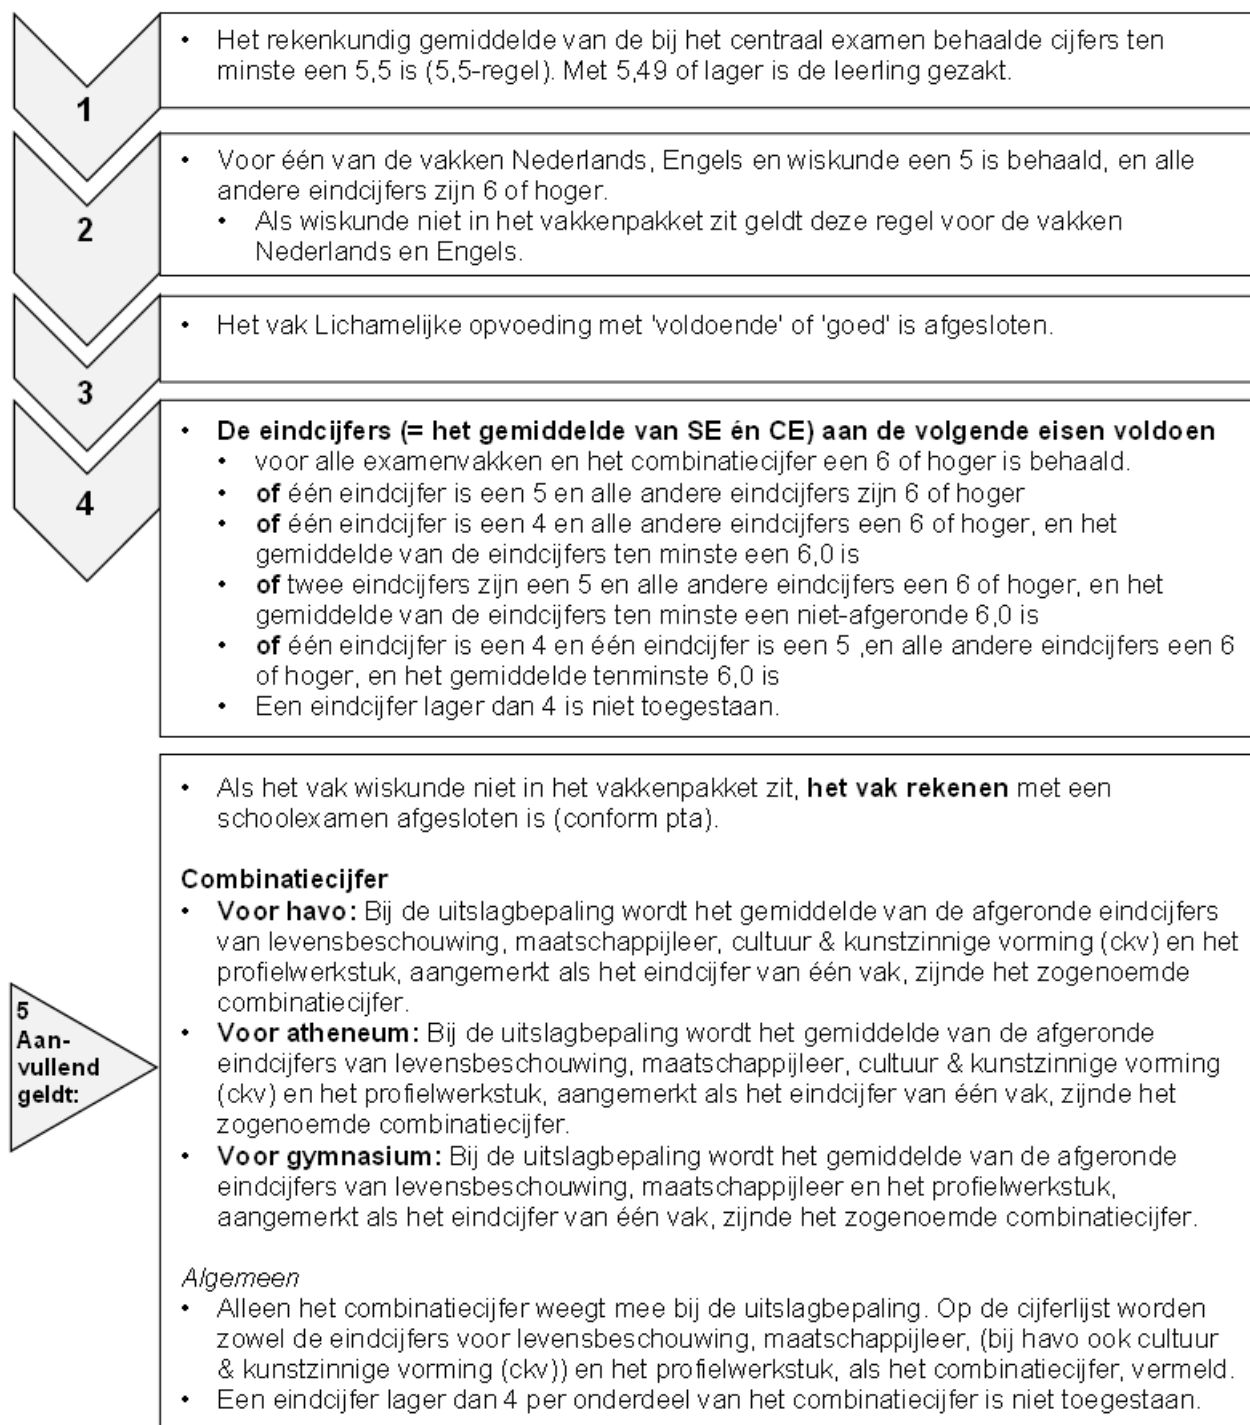 1
• Het rekenkundig gemiddelde van de bij het centraal examen behaalde cijfers ten
minste een 5,5 is (5,5-regel). Met 5,49 of lager is de leerling gezakt.
2
• Voor één van de vakken Nederlands, Engels en wiskunde een 5 is behaald, en alle
andere eindcijfers zijn 6 of hoger.
• Als wiskunde niet in het vakkenpakket zit geldt deze regel voor de vakken
Nederlands en Engels.
3
• Het vak Lichamelijke opvoeding met 'voldoende' of 'goed' is afgesloten.
4
• De eindcijfers (= het gemiddelde van SE én CE) aan de volgende eisen voldoen
• voor alle examenvakken en het combinatiecijfer een 6 of hoger is behaald.
• of één eindcijfer is een 5 en alle andere eindcijfers zijn 6 of hoger
• of één eindcijfer is een 4 en alle andere eindcijfers een 6 of hoger, en het
gemiddelde van de eindcijfers ten minste een 6,0 is
• of twee eindcijfers zijn een 5 en alle andere eindcijfers een 6 of hoger, en het
gemiddelde van de eindcijfers ten minste een niet-afgeronde 6,0 is
• of één eindcijfer is een 4 en één eindcijfer is een 5 ,en alle andere eindcijfers een 6
of hoger, en het gemiddelde tenminste 6,0 is
• Een eindcijfer lager dan 4 is niet toegestaan.
5
Aan-
vullend
geldt:
• Als het vak wiskunde niet in het vakkenpakket zit, het vak rekenen met een
schoolexamen afgesloten is (conform pta).
Combinatiecijfer
• Voor havo: Bij de uitslagbepaling wordt het gemiddelde van de afgeronde eindcijfers
van levensbeschouwing, maatschappijleer, cultuur & kunstzinnige vorming (ckv) en het
profielwerkstuk, aangemerkt als het eindcijfer van één vak, zijnde het zogenoemde
combinatiecijfer.
• Voor atheneum: Bij de uitslagbepaling wordt het gemiddelde van de afgeronde
eindcijfers van levensbeschouwing, maatschappijleer, cultuur & kunstzinnige vorming
(ckv) en het profielwerkstuk, aangemerkt als het eindcijfer van één vak, zijnde het
zogenoemde combinatiecijfer.
• Voor gymnasium: Bij de uitslagbepaling wordt het gemiddelde van de afgeronde
eindcijfers van levensbeschouwing, maatschappijleer en het profielwerkstuk,
aangemerkt als het eindcijfer van één vak, zijnde het zogenoemde combinatiecijfer.
Algemeen
• Alleen het combinatiecijfer weegt mee bij de uitslagbepaling. Op de cijferlijst worden
zowel de eindcijfers voor levensbeschouwing, maatschappijleer, (bij havo ook cultuur
& kunstzinnige vorming (ckv)) en het profielwerkstuk, als het combinatiecijfer, vermeld.
• Een eindcijfer lager dan 4 per onderdeel van het combinatiecijfer is niet toegestaan.